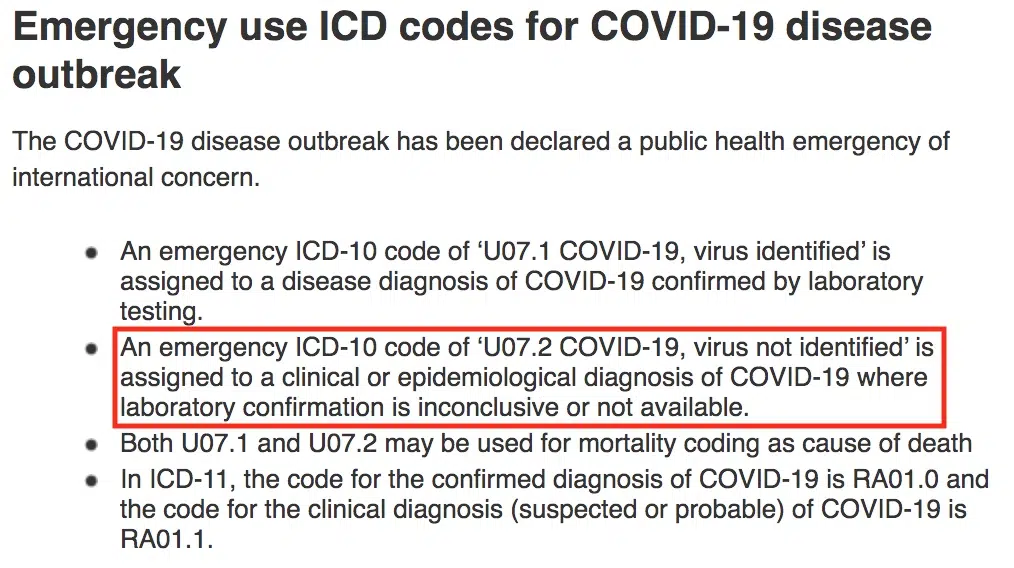 Emergency use ICD codes for COVID-19 disease
outbreak
The COVID-19 disease outbreak has been declared a public health emergency of
international concern.
• An emergency ICD-10 code of ‘U07.1 COVID-19, virus identified’ is
assigned to a disease diagnosis of COVID-19 confirmed by laboratory
testing.
• An emergency ICD-10 code of ‘U07.2 COVID-19, virus not identified’ is
assigned to a clinical or epidemiological diagnosis of COVID-19 where
laboratory confirmation is inconclusive or not available.
• Both U07.1 and U07.2 may be used for mortality coding as cause of death
• In ICD-11, the code for the confirmed diagnosis of COVID-19 is RA01.0 and
the code for the clinical diagnosis (suspected or probable) of COVID-19 is
RA01.1.